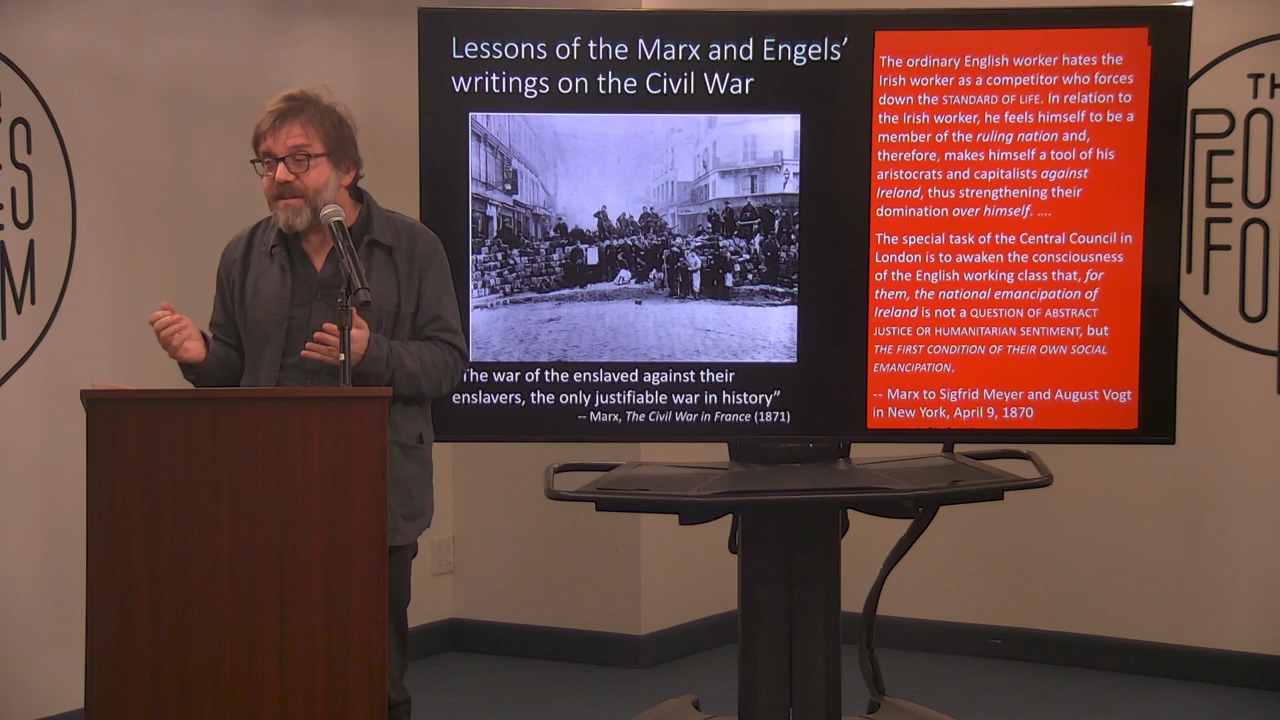 Lessons of the Marx and Engels'
writings on the Civil War
The war of the enslaved against their
enslavers, the only justifiable war in history"
-- Marx, The Civil War in France (1871)
The ordinary English worker hates the
Irish worker as a competitor who forces
down the STANDARD OF LIFE. In relation to
the Irish worker, he feels himself to be a
member of the ruling nation and,
therefore, makes himself a tool of his
aristocrats and capitalists against
Ireland, thus strengthening their
domination over himself. ....
The special task of the Central Council in
London is to awaken the consciousness
of the English working class that, for
them, the national emancipation of
Ireland is not a QUESTION OF ABSTRACT
JUSTICE OR HUMANITARIAN SENTIMENT, but
THE FIRST CONDITION OF THEIR OWN SOCIAL
EMANCIPATION.
-- Marx to Sigfrid Meyer and August Vogt
in New York, April 9, 1870
TH
PEO
FO